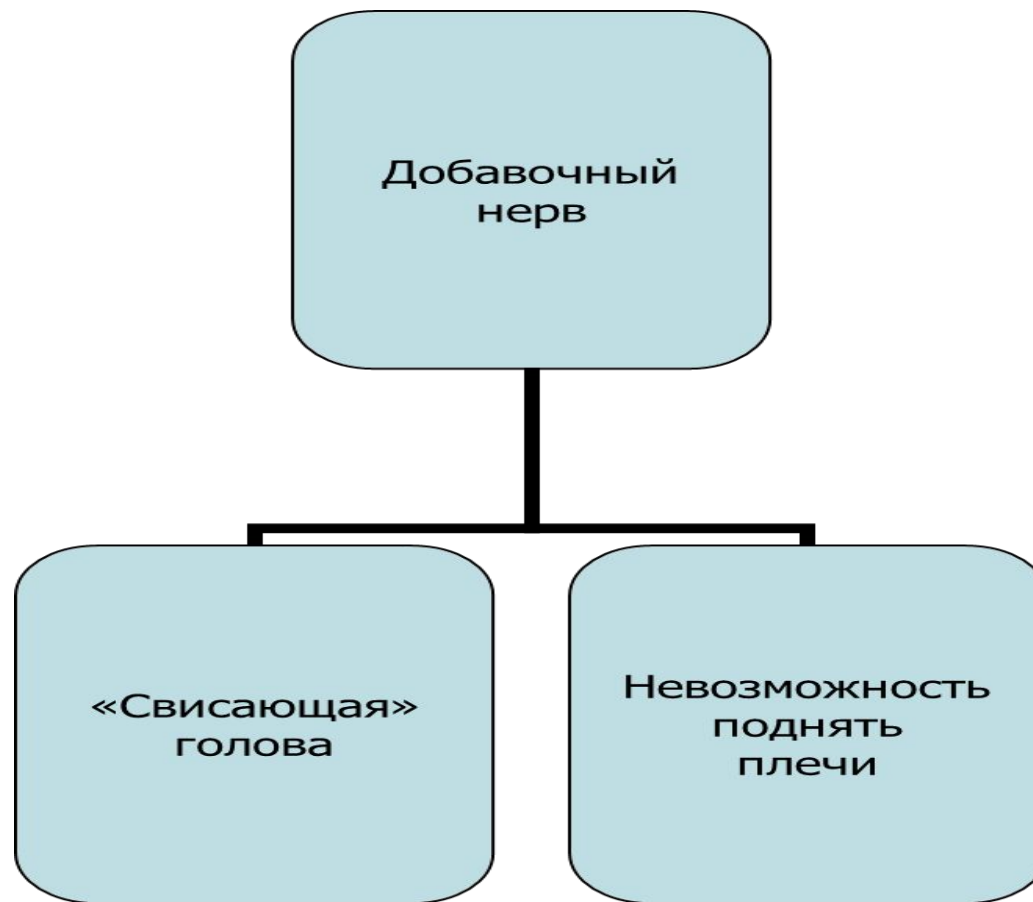 Добавочный
нерв
«Свисающая»
голова
Невозможность
поднять
плечи